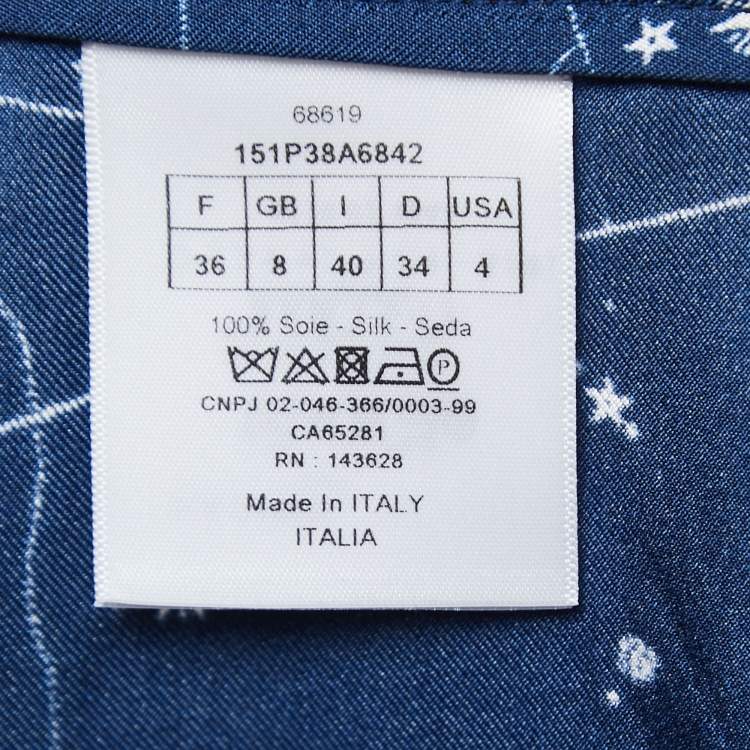 68619
151P38A6842
F GB I D USA
36 8 40 34 4
100% Soie - Silk - Seda
P
CNPJ 02-046-366/0003-99
CA65281
RN : 143628
Made In ITALY
ITALIA